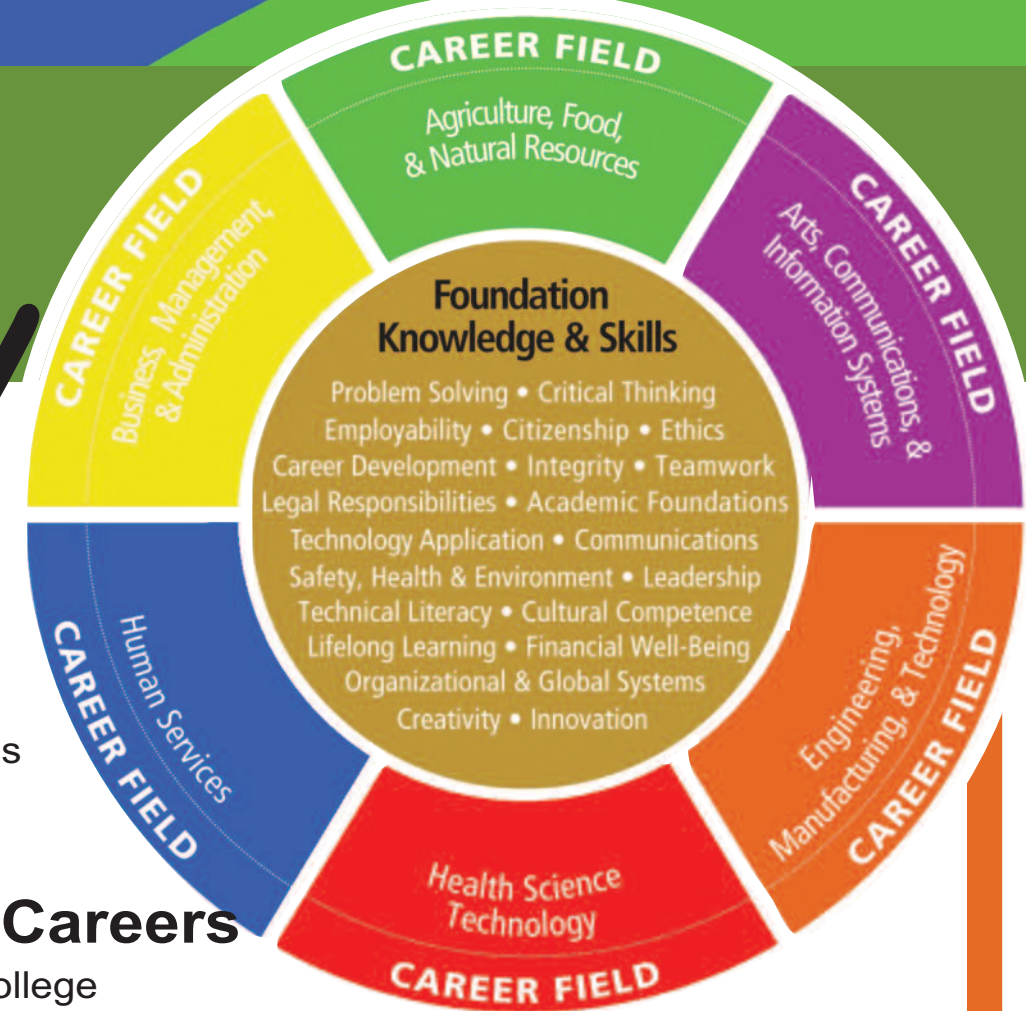 CAREER FIELD
Agriculture, Food,
& Natural Resources
CAREER FIELD
Arts, Communications, &
Information Systems
CAREER FIELD
Business, Management,
& Administration
Foundation
Knowledge & Skills
Problem Solving • Critical Thinking
Employability • Citizenship • Ethics
Career Development • Integrity • Teamwork
Legal Responsibilities • Academic Foundations
Technology Application • Communications
Safety, Health & Environment • Leadership
Technical Literacy • Cultural Competence
Lifelong Learning • Financial Well-Being
Organizational & Global Systems
Creativity • Innovation
Engineering,
Manufacturing, & Technology
CAREER FIELD
Human Services
CAREER FIELD
Health Science
Technology
CAREER FIELD
s
Careers
ollege